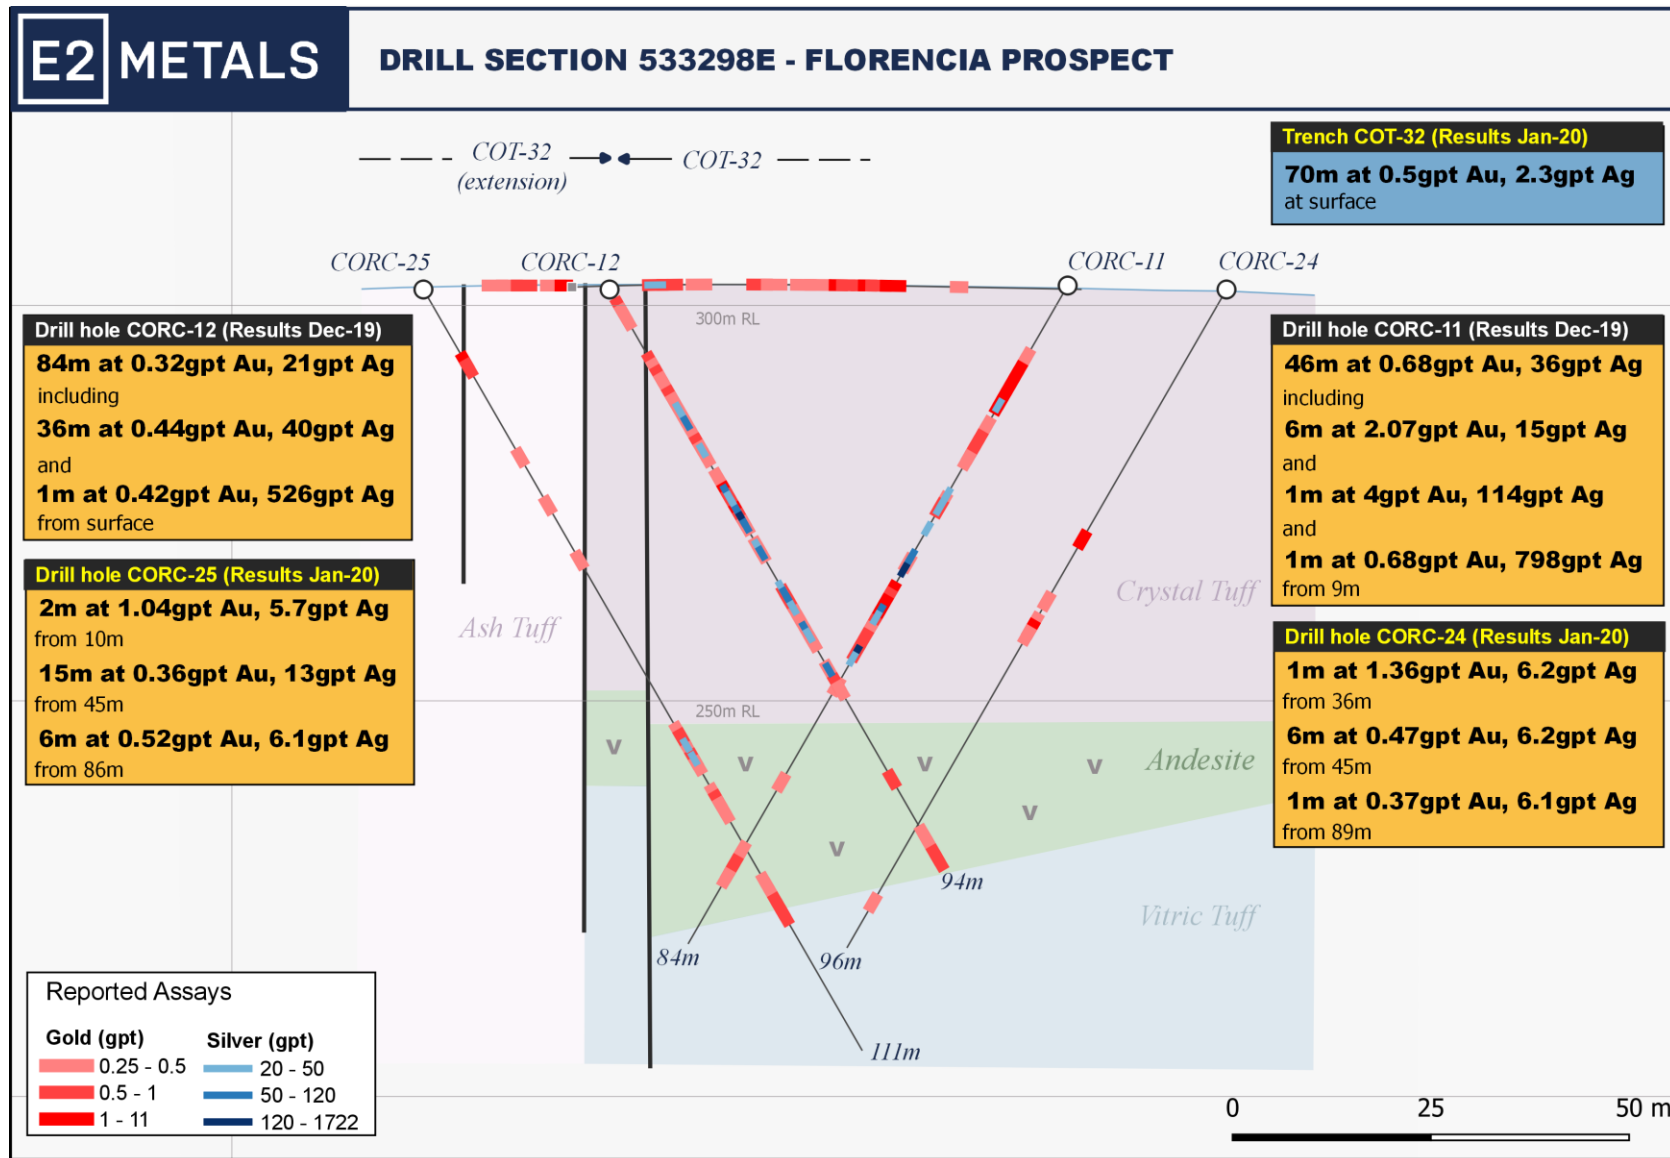 E2 METALS
DRILL SECTION 533298E - FLORENCIA PROSPECT
COT-32
(extension)
COT-32
Trench COT-32 (Results Jan-20)
70m at 0.5gpt Au, 2.3gpt Ag
at surface
CORC-25
CORC-12
CORC-11
CORC-24
300m RL
Drill hole CORC-12 (Results Dec-19)
84m at 0.32gpt Au, 21gpt Ag
including
36m at 0.44gpt Au, 40gpt Ag
and
1m at 0.42gpt Au, 526gpt Ag
from surface
Drill hole CORC-25 (Results Jan-20)
2m at 1.04gpt Au, 5.7gpt Ag
from 10m
15m at 0.36gpt Au, 13gpt Ag
from 45m
6m at 0.52gpt Au, 6.1gpt Ag
from 86m
Drill hole CORC-11 (Results Dec-19)
46m at 0.68gpt Au, 36gpt Ag
including
6m at 2.07gpt Au, 15gpt Ag
and
1m at 4gpt Au, 114gpt Ag
and
1m at 0.68gpt Au, 798gpt Ag
from 9m
Drill hole CORC-24 (Results Jan-20)
1m at 1.36gpt Au, 6.2gpt Ag
from 36m
6m at 0.47gpt Au, 6.2gpt Ag
from 45m
1m at 0.37gpt Au, 6.1gpt Ag
from 89m
Crystal Tuff
Ash Tuff
250m RL
V
V
V
V
Andesite
V
V
94m
Vitric Tuff
84m
96m
111m
Reported Assays
Gold (gpt)
0.25 - 0.5
0.5 - 1
1 - 11
Silver (gpt)
20 - 50
50 - 120
120 - 1722
0 25 50 m